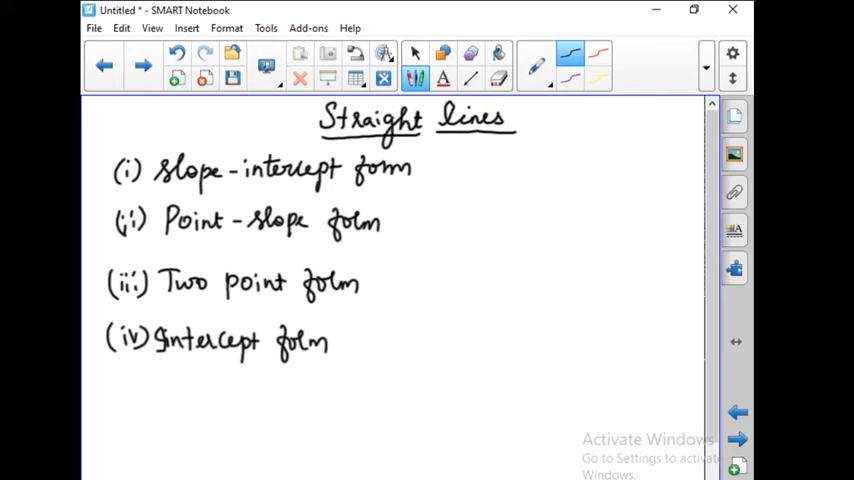 Untitled * - SMART Notebook
File Edit View Insert Format Tools Add-ons Help
Straight lines
(i) slope-intercept form
(ii) Point-slope form
(iii) Two point form
(iv) Intercept form
Activate Windows
Go to Settings to activate
Windows.